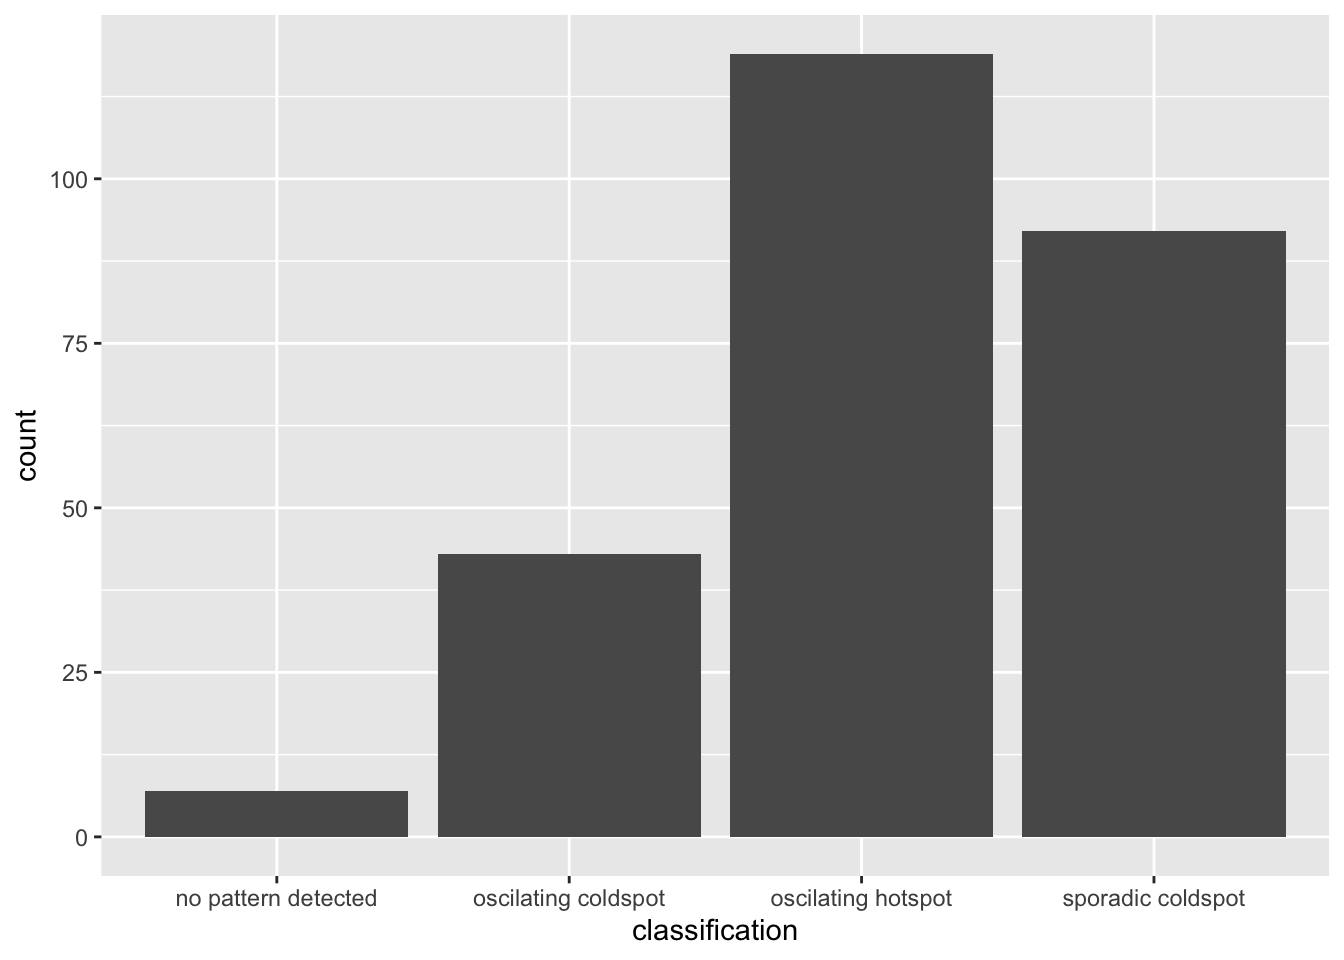 100
75
50
25
0
count
no pattern detected
oscilating coldspot
oscilating hotspot
sporadic coldspot
classification